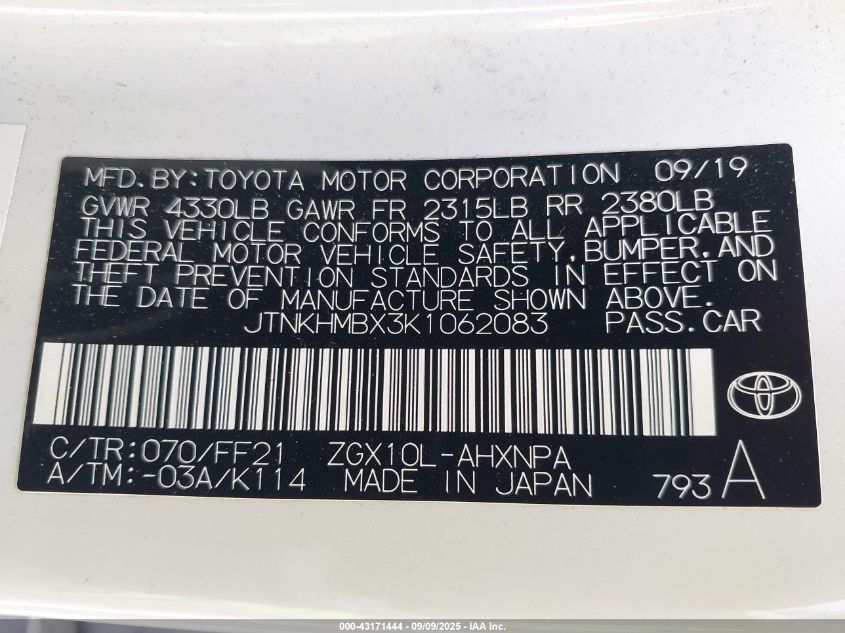 MFD.BY:TOYOTA MOTOR CORPORATION 09/19
GVWR 4330LB GAWR FR 2315LB RR 2380LB
THIS VEHICLE CONFORMS TO ALL APPLICABLE
FEDERAL MOTOR VEHICLE SAFETY,BUMPER,AND
THEFT PREVENTION STANDARDS IN EFFECT ON
THE DATE OF MANUFACTURE SHOWN ABOVE.
JTNKHMBX3K1062083 PASS.CAR
C/TR:070/FF21 ZGX10L-AHXNPA
A/TM:-03A/K114 MADE IN JAPAN 793 A
000-43171444 - 09/09/2025 - IAA Inc.